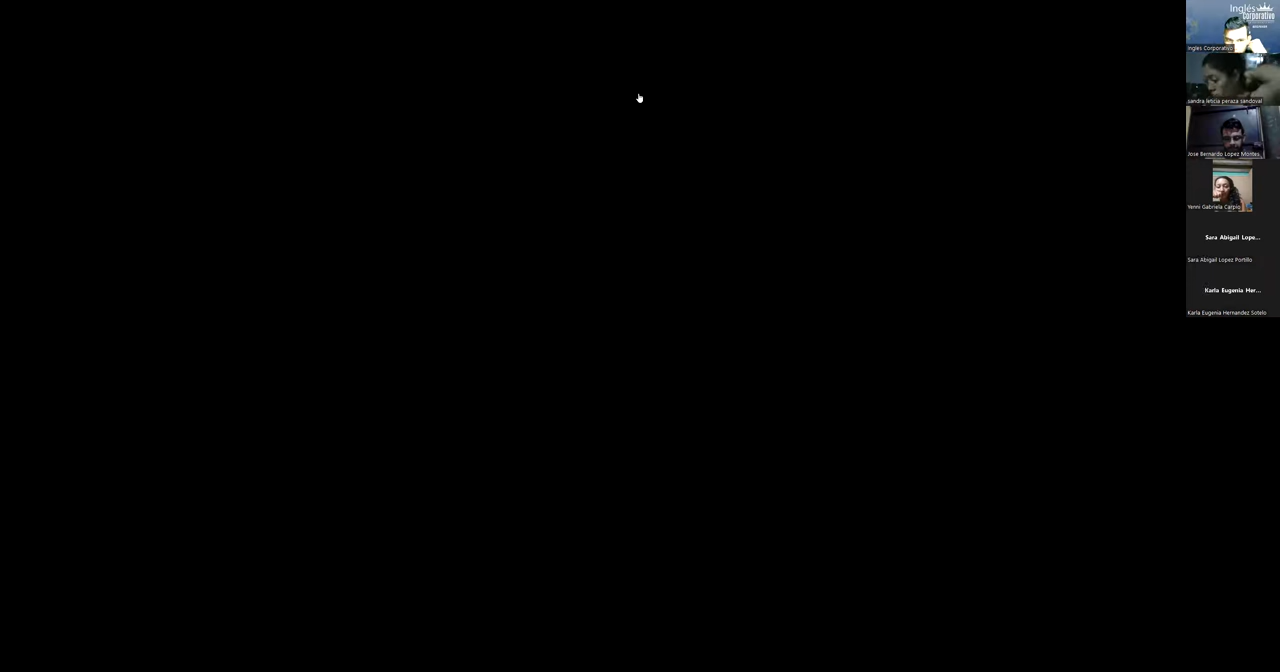 Inglés
Corporativo
Ingles Corporativo
sandra leticia peraza sandoval
Jose Bernardo Lopez Montes
Yenni Gabriela Carpio
Sara Abigail Lope...
Sara Abigail Lopez Portillo
Karla Eugenia Her...
Karla Eugenia Hernandez Sotelo